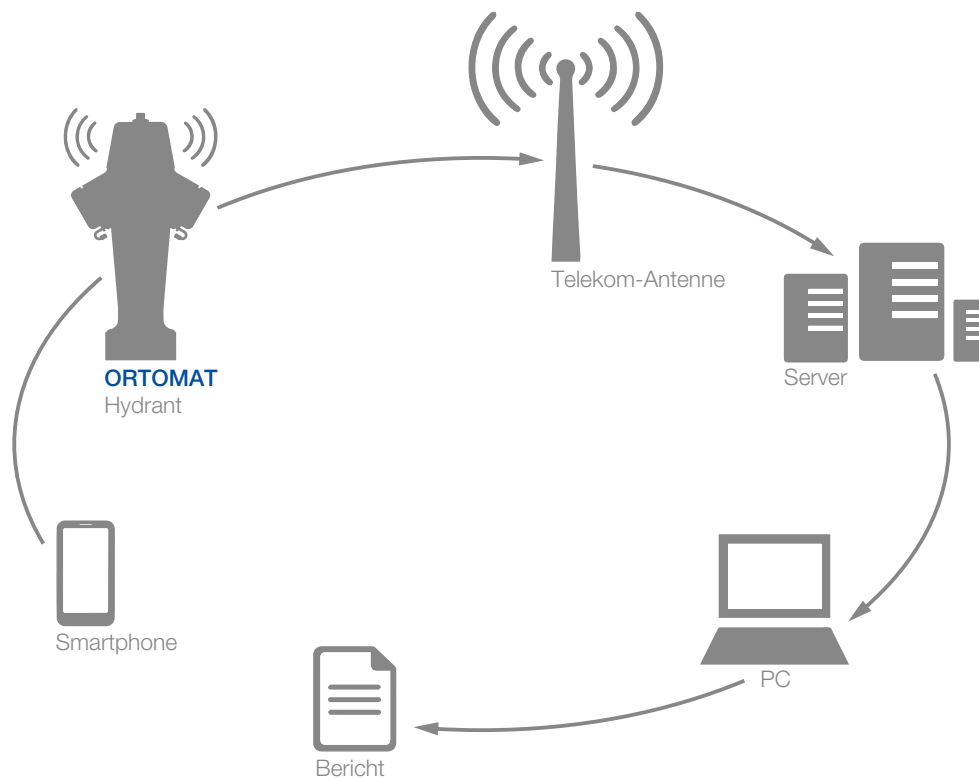 Telekom-Antenne
ORTOMAT
Hydrant
Server
Smartphone
PC
Bericht